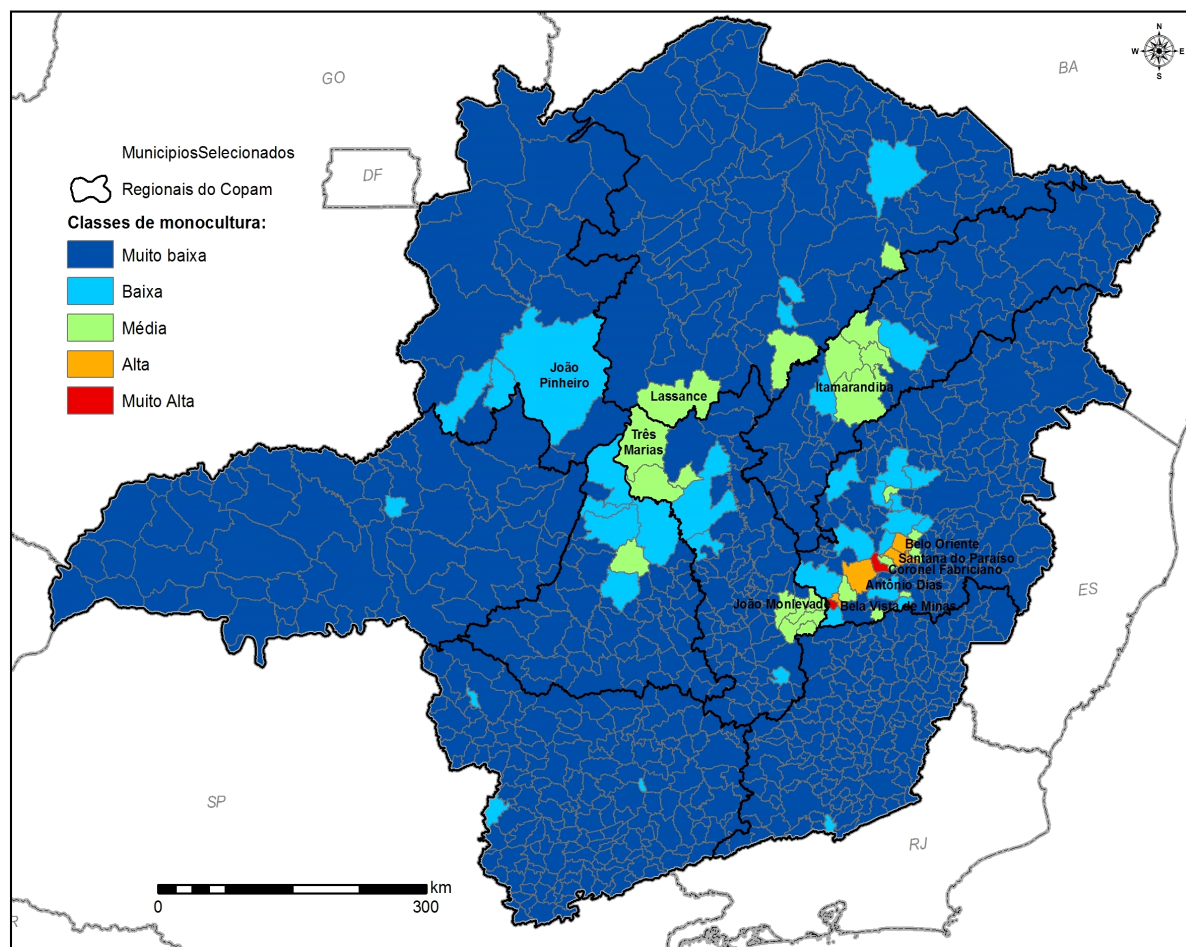 N
W E
S
GO
BA
MunicipiosSelecionados
DF
Regionais do Copam
Classes de monocultura:
Muito baixa
Baixa
Média
Alta
Muito Alta
João
Pinheiro
Lassance
Itamarandiba
Três
Marias
Belo Oriente
Santana do Paraíso
Coronel Fabriciano
Antônio Dias
ES
João Monlevade
Bela Vista de Minas
SP
RJ
km
0 300
R